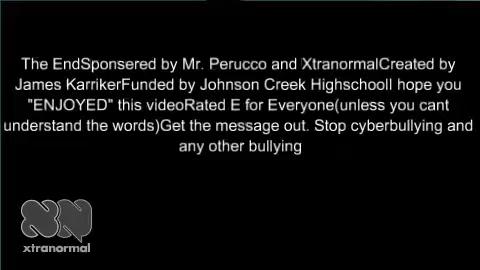 The EndSponsered by Mr. Perucco and XtranormalCreated by
James KarrikerFunded by Johnson Creek HighschoolI hope you
"ENJOYED" this videoRated E for Everyone(unless you cant
understand the words)Get the message out. Stop cyberbullying and
any other bullying
xtranormal